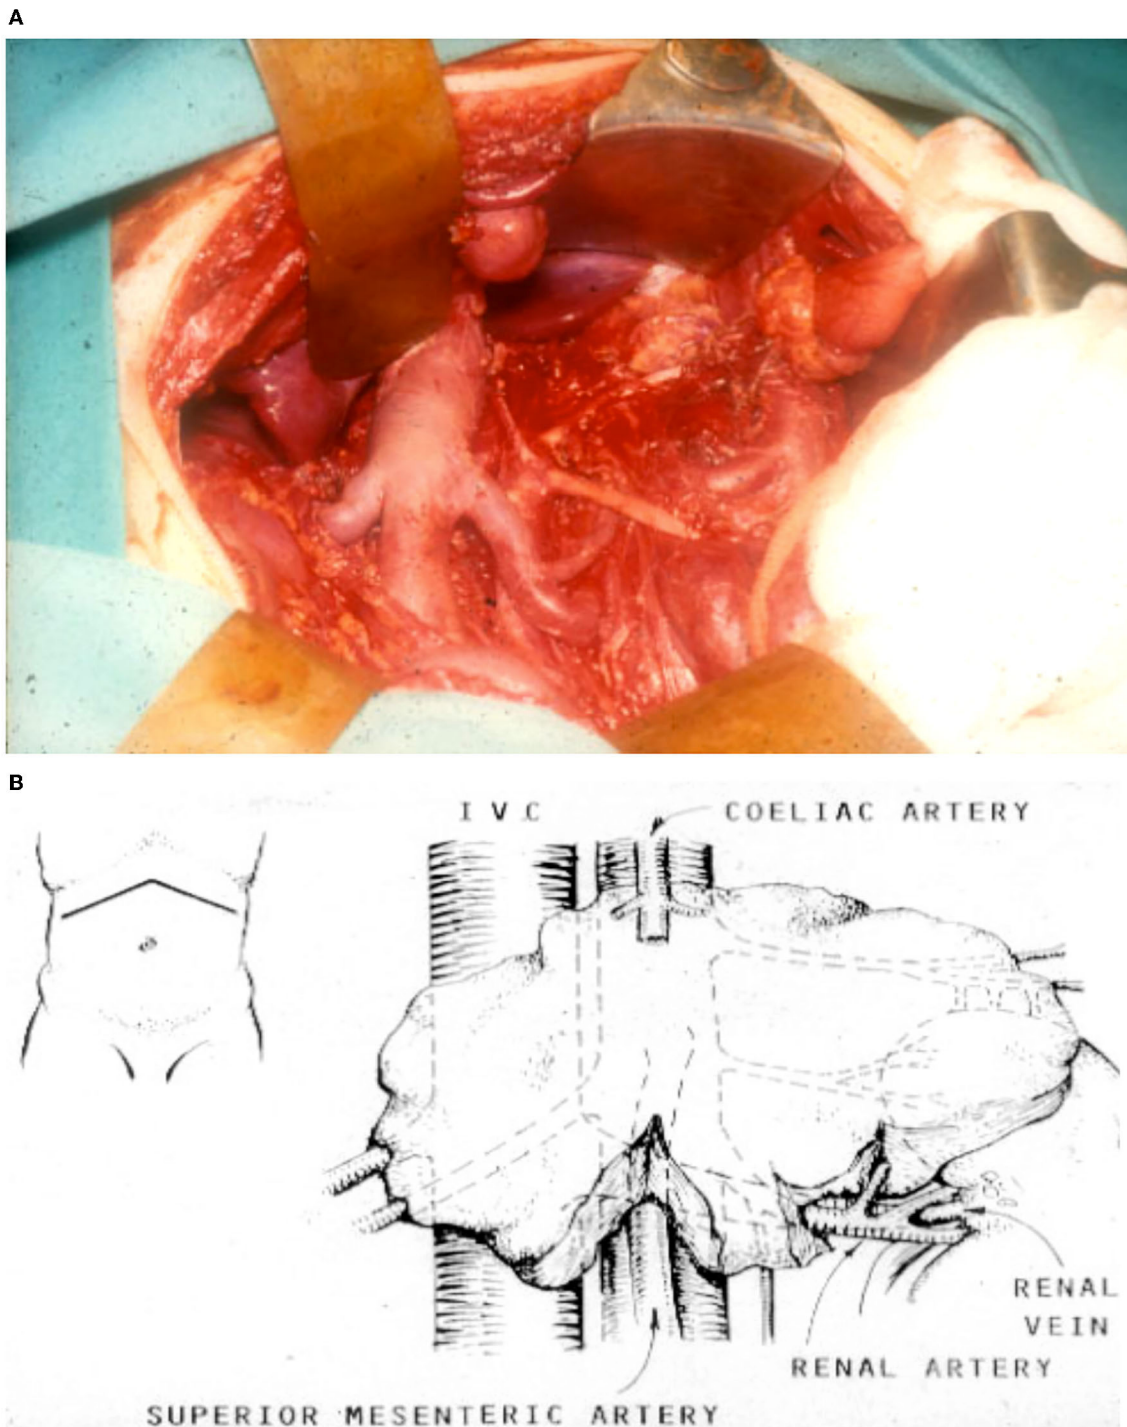 A
B
I V C
COELIAC ARTERY
RENAL
VEIN
RENAL ARTERY
SUPERIOR MESENTERIC ARTERY